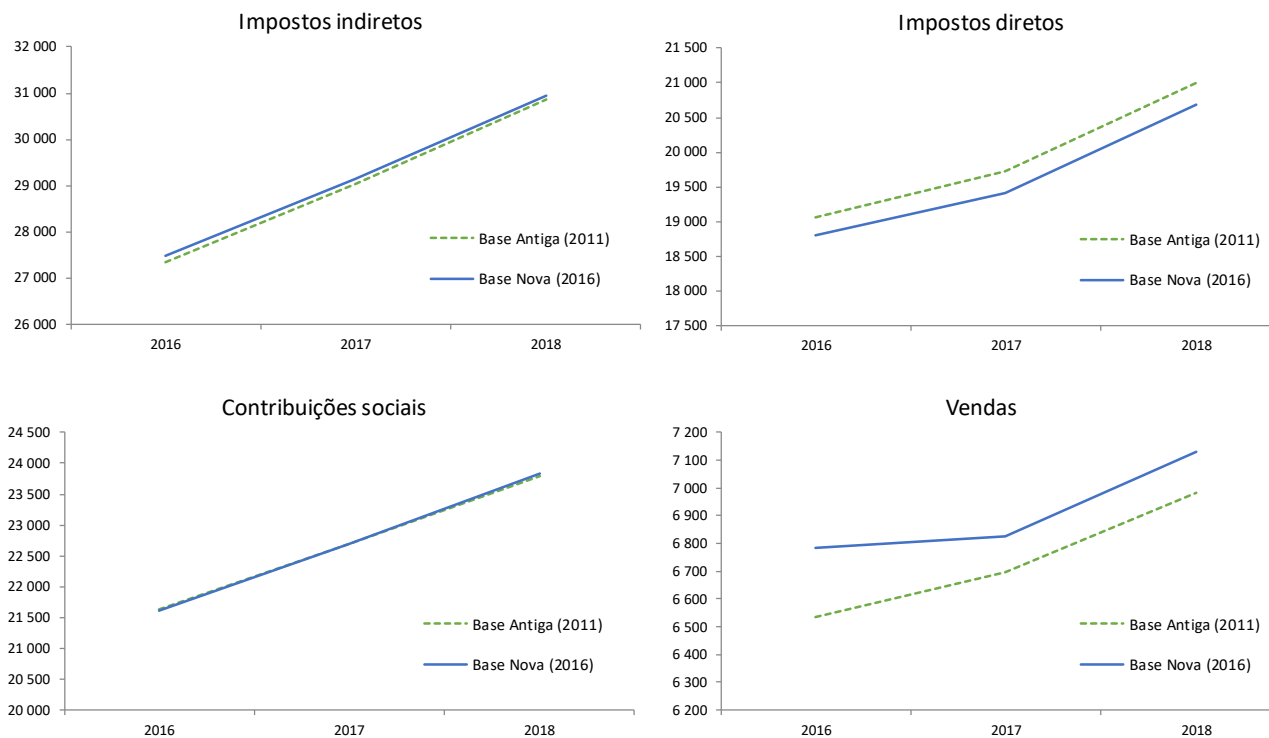 Impostos indiretos
32 000
31 000
30 000
29 000
28 000
27 000
26 000
2016 2017 2018
Base Antiga (2011)
Base Nova (2016)
Impostos diretos
21 500
21 000
20 500
20 000
19 500
19 000
18 500
18 000
17 500
2016 2017 2018
Base Antiga (2011)
Base Nova (2016)
Contribuições sociais
24 500
24 000
23 500
23 000
22 500
22 000
21 500
21 000
20 500
20 000
2016 2017 2018
Base Antiga (2011)
Base Nova (2016)
Vendas
7 200
7 100
7 000
6 900
6 800
6 700
6 600
6 500
6 400
6 300
6 200
2016 2017 2018
Base Antiga (2011)
Base Nova (2016)